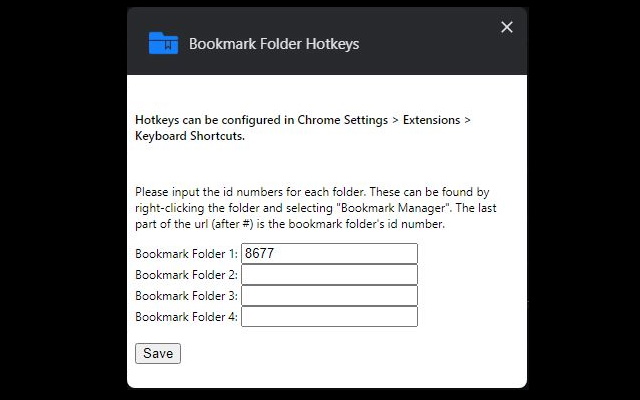 Bookmark Folder Hotkeys
Hotkeys can be configured in Chrome Settings > Extensions >
Keyboard Shortcuts.
Please input the id numbers for each folder. These can be found by
right-clicking the folder and selecting "Bookmark Manager". The last
part of the url (after #) is the bookmark folder's id number.
Bookmark Folder 1: 8677
Bookmark Folder 2:
Bookmark Folder 3:
Bookmark Folder 4:
Save